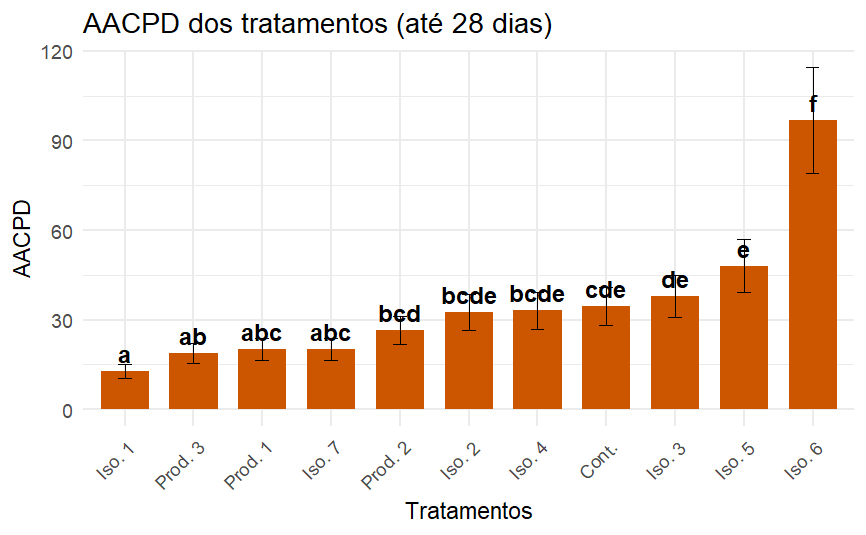 AACPD dos tratamentos (até 28 dias)
120
90
60
30
0
AACPD
a
ab
abc
abc
bcd
bcde
bcde
cde
de
e
f
Iso. 1
Prod. 3
Prod. 1
Iso. 7
Prod. 2
Iso. 2
Iso. 4
Cont.
Iso. 3
Iso. 5
Iso. 6
Tratamentos